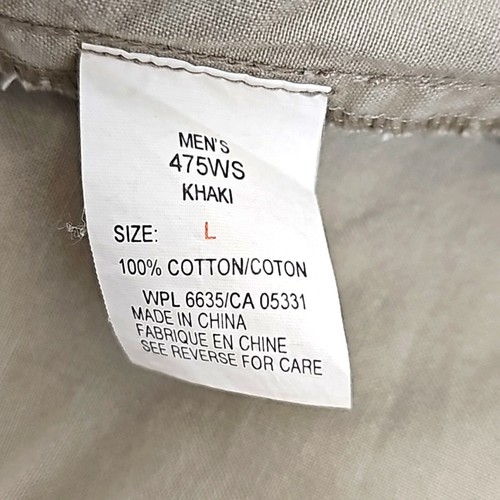 MEN'S
475WS
KHAKI
SIZE: L
100% COTTON/COTON
WPL 6635/CA 05331
MADE IN CHINA
FABRIQUE EN CHINE
SEE REVERSE FOR CARE